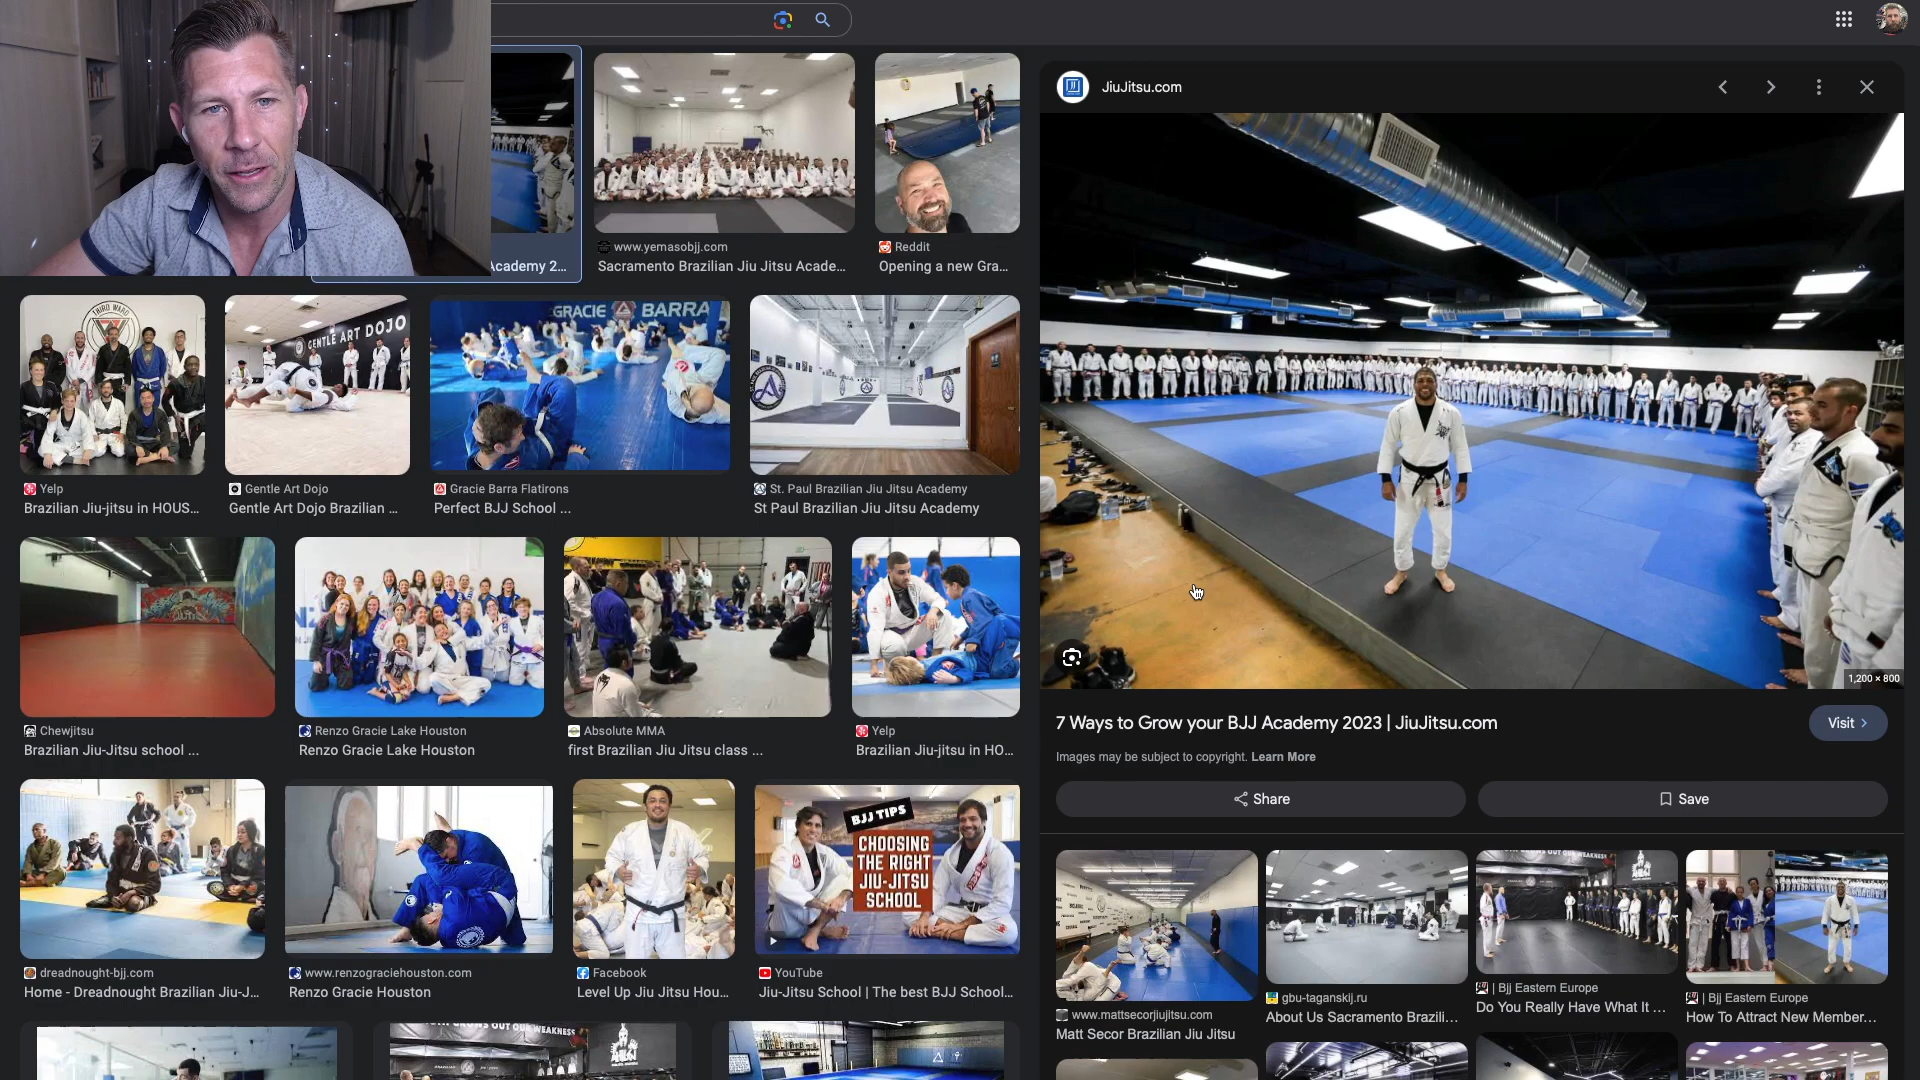 JiuJitsu.com
Academy 2...
www.yemasobjj.com
Sacramento Brazilian Jiu Jitsu Acade...
Reddit
Opening a new Gra...
THIRD WARD
GENTLE ART DOJO
GRACIE BARRA
Yelp
Brazilian Jiu-jitsu in HOUS...
Gentle Art Dojo
Gentle Art Dojo Brazilian ...
Gracie Barra Flatirons
Perfect BJJ School ...
St. Paul Brazilian Jiu Jitsu Academy
St Paul Brazilian Jiu Jitsu Academy
Chewjitsu
Brazilian Jiu-Jitsu school ...
Renzo Gracie Lake Houston
Renzo Gracie Lake Houston
Absolute MMA
first Brazilian Jiu Jitsu class ...
Yelp
Brazilian Jiu-jitsu in HO...
BJJ TIPS
CHOOSING
THE RIGHT
JIU-JITSU
SCHOOL
dreadnought-bjj.com
Home - Dreadnought Brazilian Jiu-J...
www.renzograciehouston.com
Renzo Gracie Houston
Facebook
Level Up Jiu Jitsu Hou...
YouTube
Jiu-Jitsu School | The best BJJ School...
1,200 × 800
7 Ways to Grow your BJJ Academy 2023 | JiuJitsu.com
Visit
Images may be subject to copyright. Learn More
Share
Save
www.mattsecorjiujitsu.com
Matt Secor Brazilian Jiu Jitsu
gbu-taganskij.ru
About Us Sacramento Brazili...
| Bjj Eastern Europe
Do You Really Have What It ...
| Bjj Eastern Europe
How To Attract New Member...